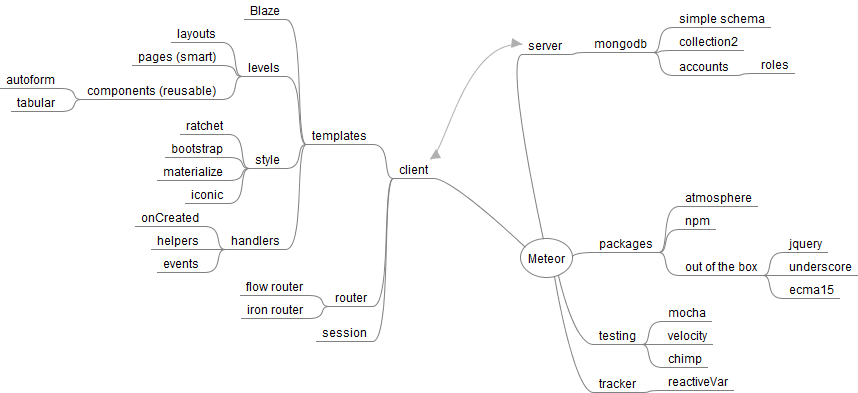 Meteor
client
templates
Blaze
levels
layouts
pages (smart)
components (reusable)
autoform
tabular
style
ratchet
bootstrap
materialize
iconic
handlers
onCreated
helpers
events
router
flow router
iron router
session
server
mongodb
simple schema
collection2
accounts
roles
packages
atmosphere
npm
out of the box
jquery
underscore
ecma15
testing
mocha
velocity
chimp
tracker
reactiveVar